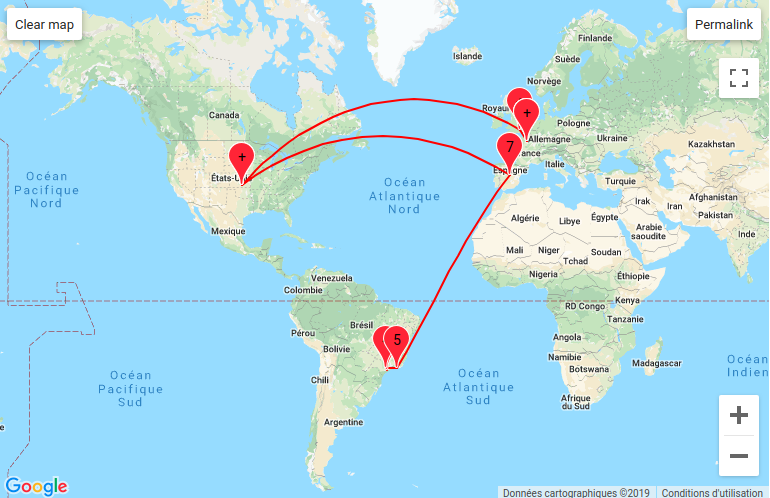 Clear map
Permalink
Islande
Finlande
Suède
Norvège
Royau
Canada
Pologne
Allemagne
Ukraine
Kazakhstan
+
+
7
rance
Italie
Espagne
États-U
Turquie
Océan
Pacifique
Nord
Océan
Atlantique
Nord
Irak
Iran
Afghanistan
Pakistan
Algérie
Libye
Égypte
Arabie
saoudite
Inde
Mexique
Mali
Niger
Tchad
Soudan
Nigeria
Éthiopie
Venezuela
Colombie
RD Congo
Kenya
Tanzanie
Pérou
Brésil
Bolivie
5
Angola
Namibie
Botswana
Madagascar
Afrique
du Sud
Chili
Argentine
Océan
Pacifique
Sud
Océan
Atlantique
Sud
Océan
Indien
+
−
Google
Données cartographiques ©2019
Conditions d'utilisation